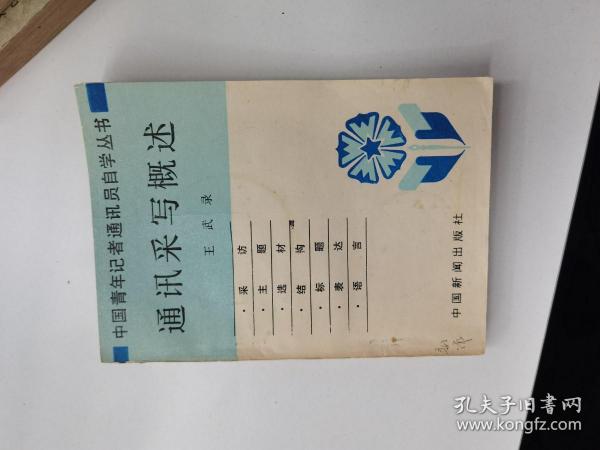 中国青年记者通讯员自学丛书
通讯采写概述
王武录
·采访
·主题
·选材
·结构
·标题
·表达
·语言
中国新闻出版社
孔夫子旧书网
www.kongfz.com